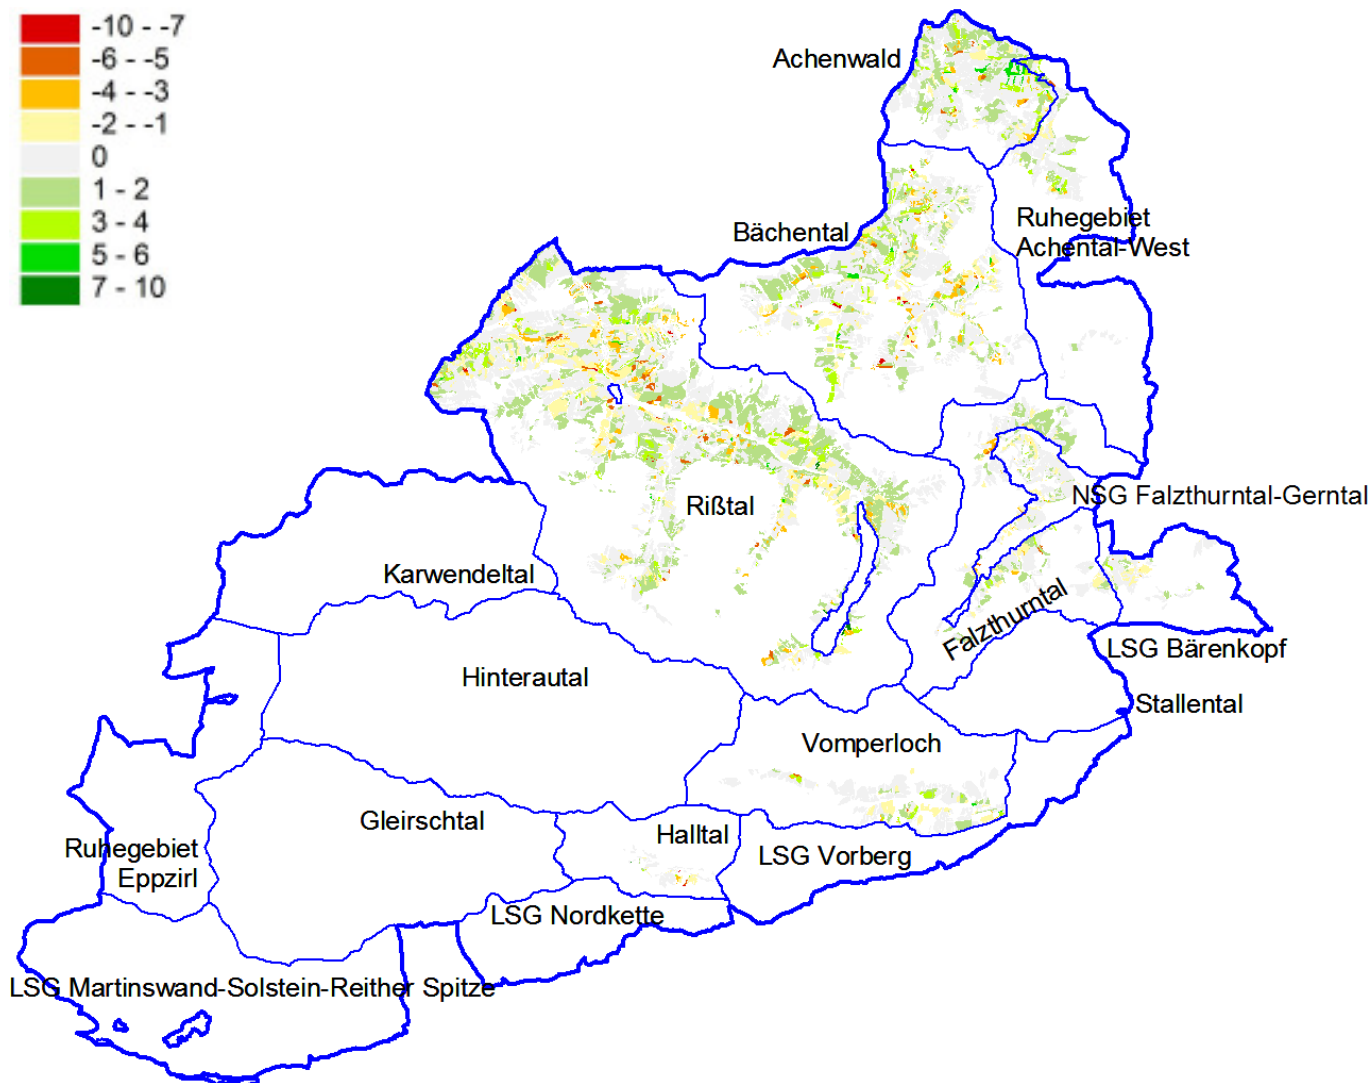 -10 - -7
-6 - -5
-4 - -3
-2 - -1
0
1 - 2
3 - 4
5 - 6
7 - 10
Achenwald
Bächental
Ruhegebiet
Achental-West
Rißtal
NSG Falzthurntal-Gerntal
Karwendeltal
Falzthurntal
LSG Bärenkopf
Hinterautal
Stallental
Vomperloch
Gleirschtal
Halltal
Ruhegebiet
Eppzirl
LSG Vorberg
LSG Nordkette
LSG Martinswand-Solstein-Reither Spitze